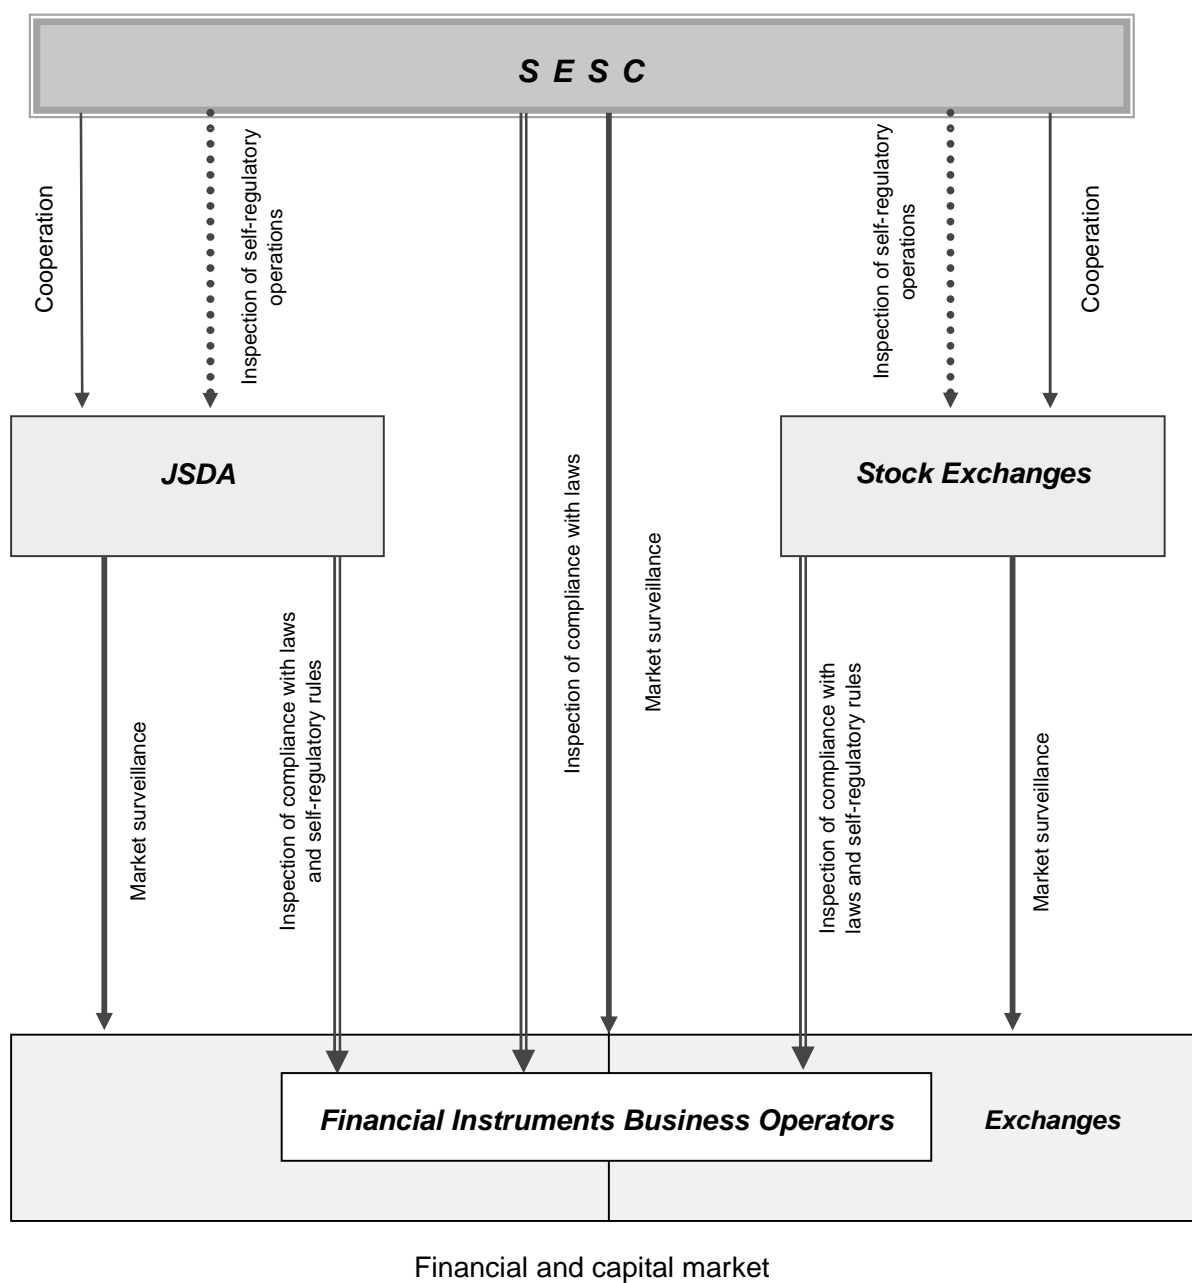 S E S C
Cooperation
Inspection of self-regulatory
operations
Inspection of self-regulatory
operations
Cooperation
JSDA
Stock Exchanges
Inspection of compliance with laws
Market surveillance
Market surveillance
Inspection of compliance with laws
and self-regulatory rules
Inspection of compliance with
laws and self-regulatory rules
Market surveillance
Financial Instruments Business Operators
Exchanges
Financial and capital market